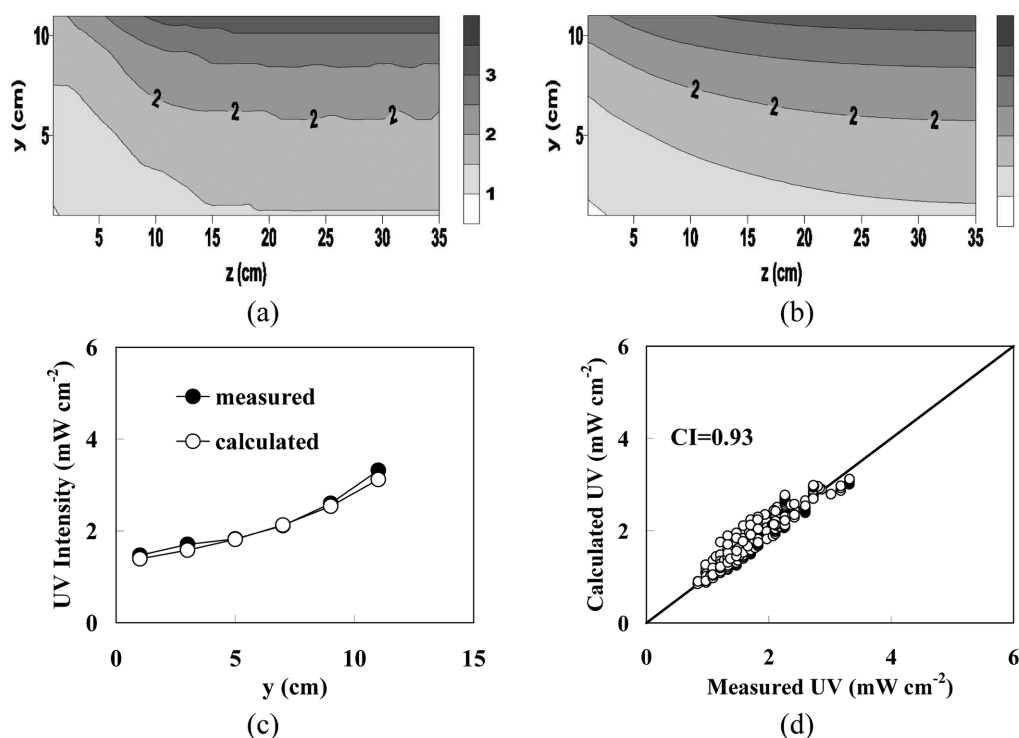 10
5
y (cm)
2 2 2 2
3
2
1
5 10 15 20 25 30 35
z (cm)
(a)
10
5
y (cm)
2 2 2 2
5 10 15 20 25 30 35
z (cm)
(b)
6
4
2
0
UV Intensity (mW cm-2)
measured
calculated
0 5 10 15
y (cm)
(c)
6
4
2
0
Calculated UV (mW cm-2)
CI=0.93
0 2 4 6
Measured UV (mW cm-2)
(d)